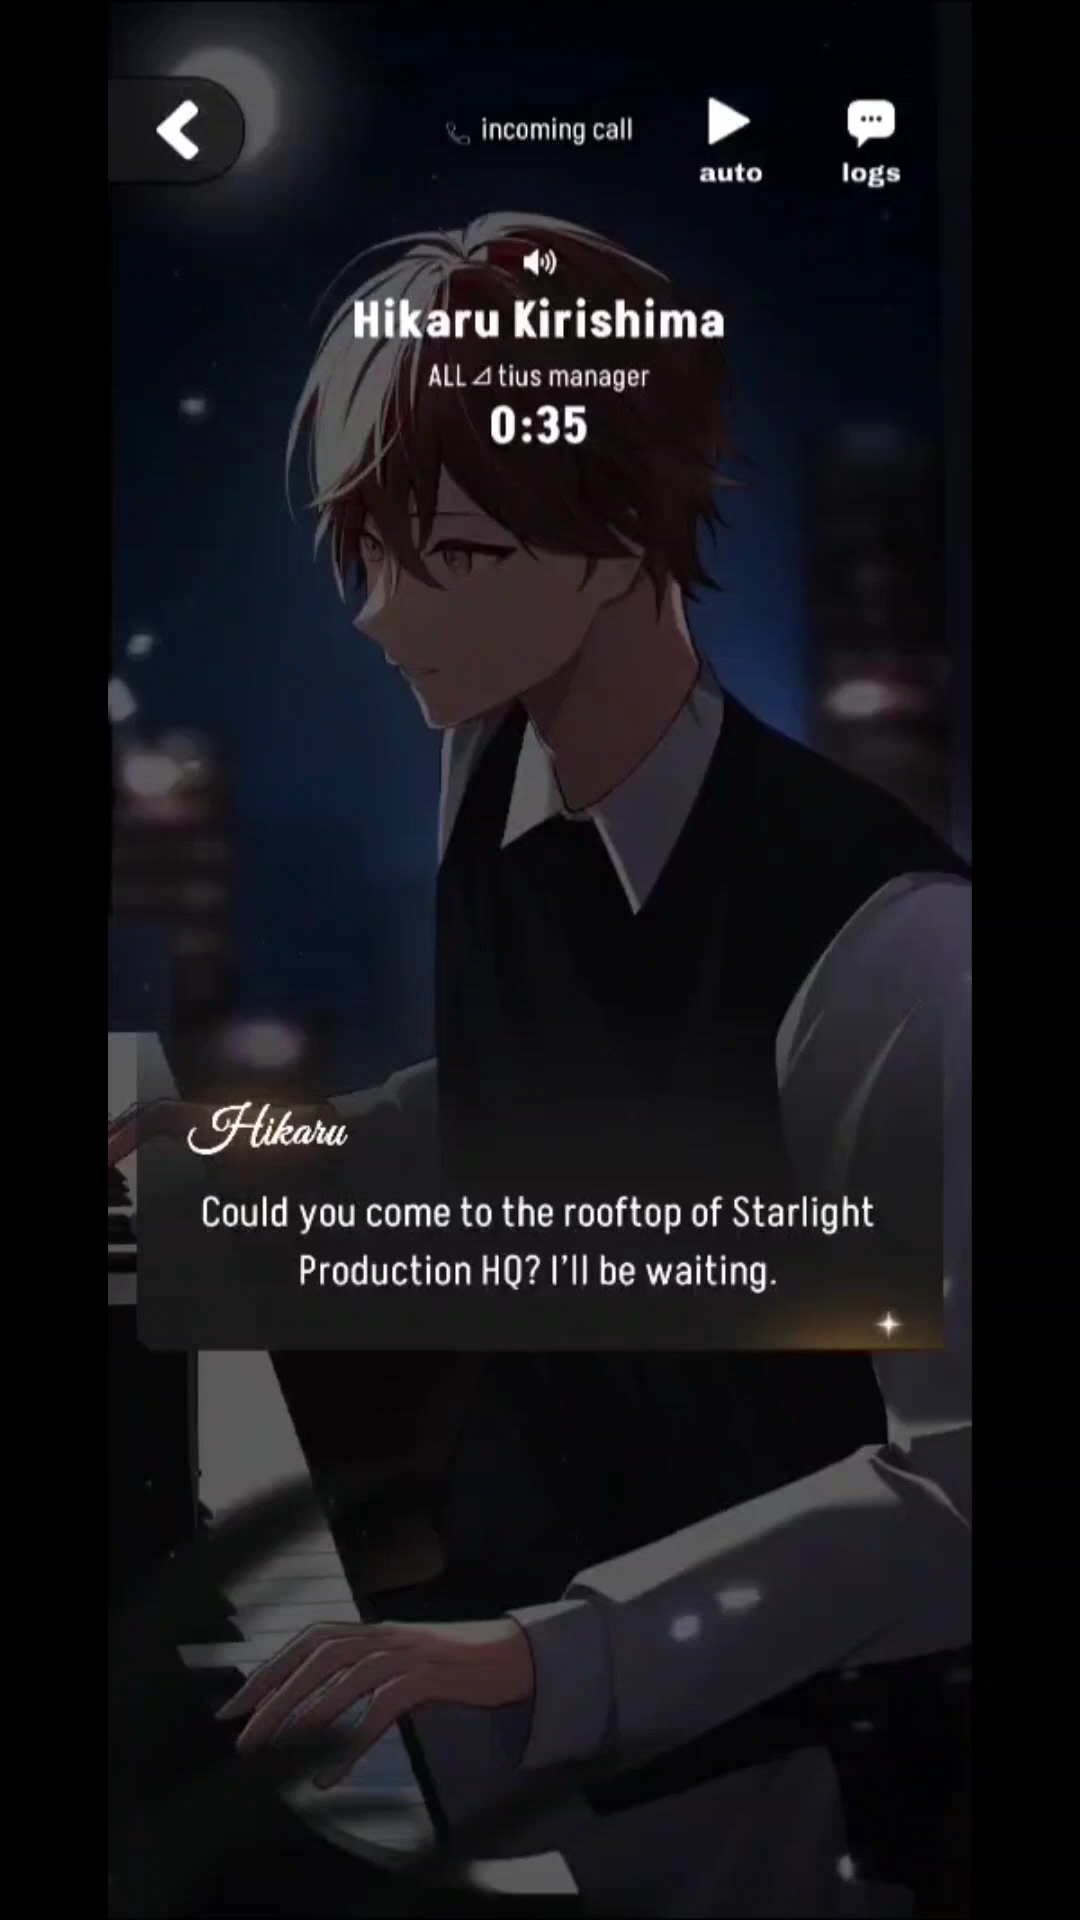 incoming call
auto
logs
Hikaru Kirishima
ALL⊿tius manager
0:35
Hikaru
Could you come to the rooftop of Starlight
Production HQ? I'll be waiting.